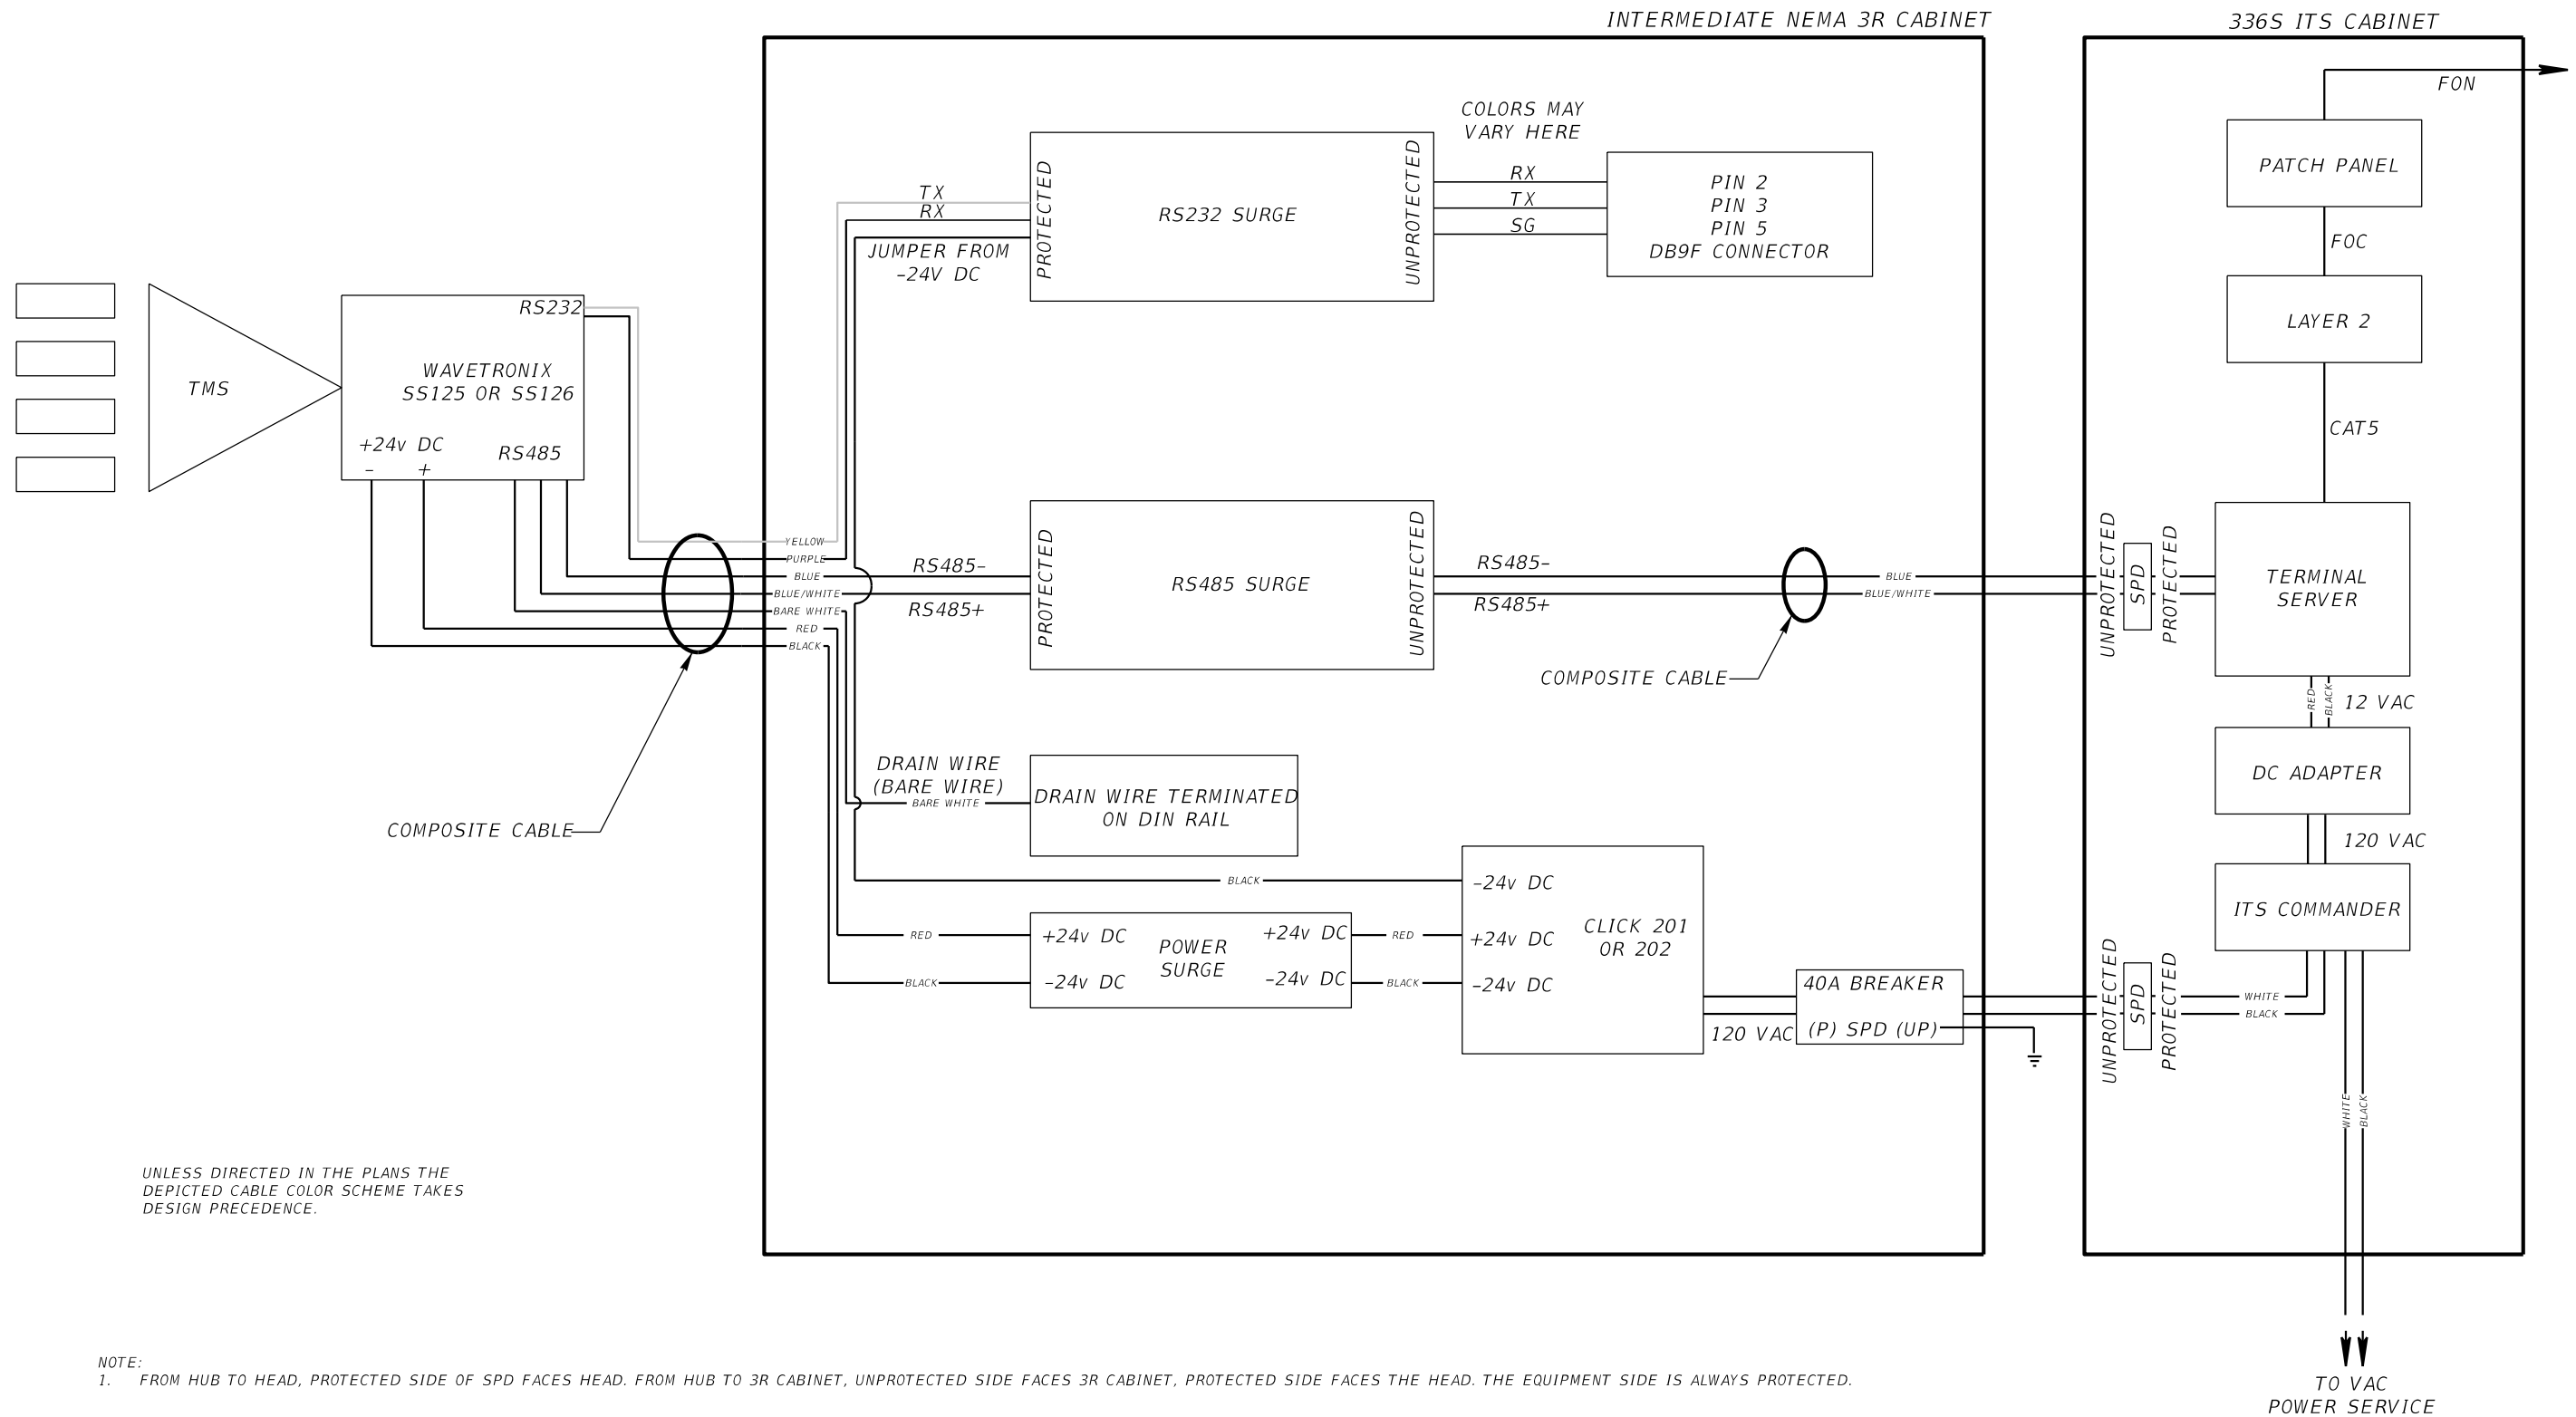 INTERMEDIATE NEMA 3R CABINET
336S ITS CABINET
FON
COLORS MAY
VARY HERE
PATCH PANEL
FOC
LAYER 2
CAT5
TX
RX
JUMPER FROM
-24V DC
PROTECTED
RS232 SURGE
UNPROTECTED
RX
TX
SG
PIN 2
PIN 3
PIN 5
DB9F CONNECTOR
TMS
RS232
WAVETRONIX
SS125 OR SS126
+24v DC
- +
RS485
YELLOW
PURPLE
BLUE
BLUE/WHITE
BARE WHITE
RED
BLACK
RS485-
RS485+
PROTECTED
RS485 SURGE
UNPROTECTED
RS485-
RS485+
BLUE
BLUE/WHITE
COMPOSITE CABLE
UNPROTECTED
SPD
PROTECTED
TERMINAL
SERVER
RED
BLACK
12 VAC
DC ADAPTER
120 VAC
ITS COMMANDER
COMPOSITE CABLE
DRAIN WIRE
(BARE WIRE)
BARE WHITE
DRAIN WIRE TERMINATED
ON DIN RAIL
BLACK
RED
BLACK
+24v DC
-24v DC
POWER
SURGE
+24v DC
-24v DC
RED
BLACK
-24v DC
+24v DC
-24v DC
CLICK 201
OR 202
120 VAC
40A BREAKER
(P) SPD (UP)
UNPROTECTED
SPD
PROTECTED
WHITE
BLACK
WHITE
BLACK
UNLESS DIRECTED IN THE PLANS THE
DEPICTED CABLE COLOR SCHEME TAKES
DESIGN PRECEDENCE.
NOTE:
1. FROM HUB TO HEAD, PROTECTED SIDE OF SPD FACES HEAD. FROM HUB TO 3R CABINET, UNPROTECTED SIDE FACES 3R CABINET, PROTECTED SIDE FACES THE HEAD. THE EQUIPMENT SIDE IS ALWAYS PROTECTED.
TO VAC
POWER SERVICE